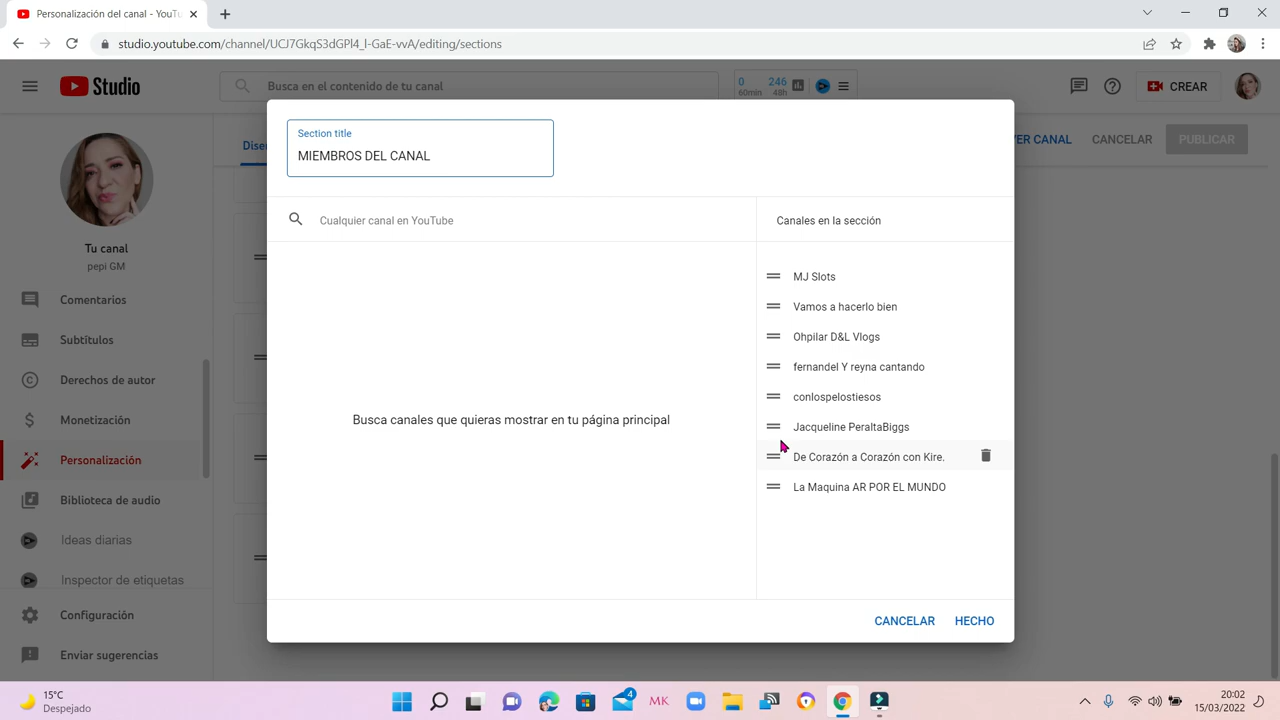 Personalización del canal - YouTu
studio.youtube.com/channel/UCJ7GkqS3dGPl4_l-GaE-vvA/editing/sections
Studio
Busca en el contenido de tu canal
0 246
60min 48h
CREAR
Section title
MIEMBROS DEL CANAL
Diser
VER CANAL
CANCELAR
PUBLICAR
Cualquier canal en YouTube
Canales en la sección
Tu canal
pepi GM
MJ Slots
Comentarios
Vamos a hacerlo bien
Subtítulos
Ohpilar D&L Vlogs
Derechos de autor
fernandel Y reyna cantando
conlospelostiesos
Monetización
Busca canales que quieras mostrar en tu página principal
Jacqueline PeraltaBiggs
Personalización
De Corazón a Corazón con Kire.
La Maquina AR POR EL MUNDO
Biblioteca de audio
Ideas diarias
Inspector de etiquetas
Configuración
CANCELAR
HECHO
Enviar sugerencias
15°C
Despejado
4
MK
20:02
15/03/2022